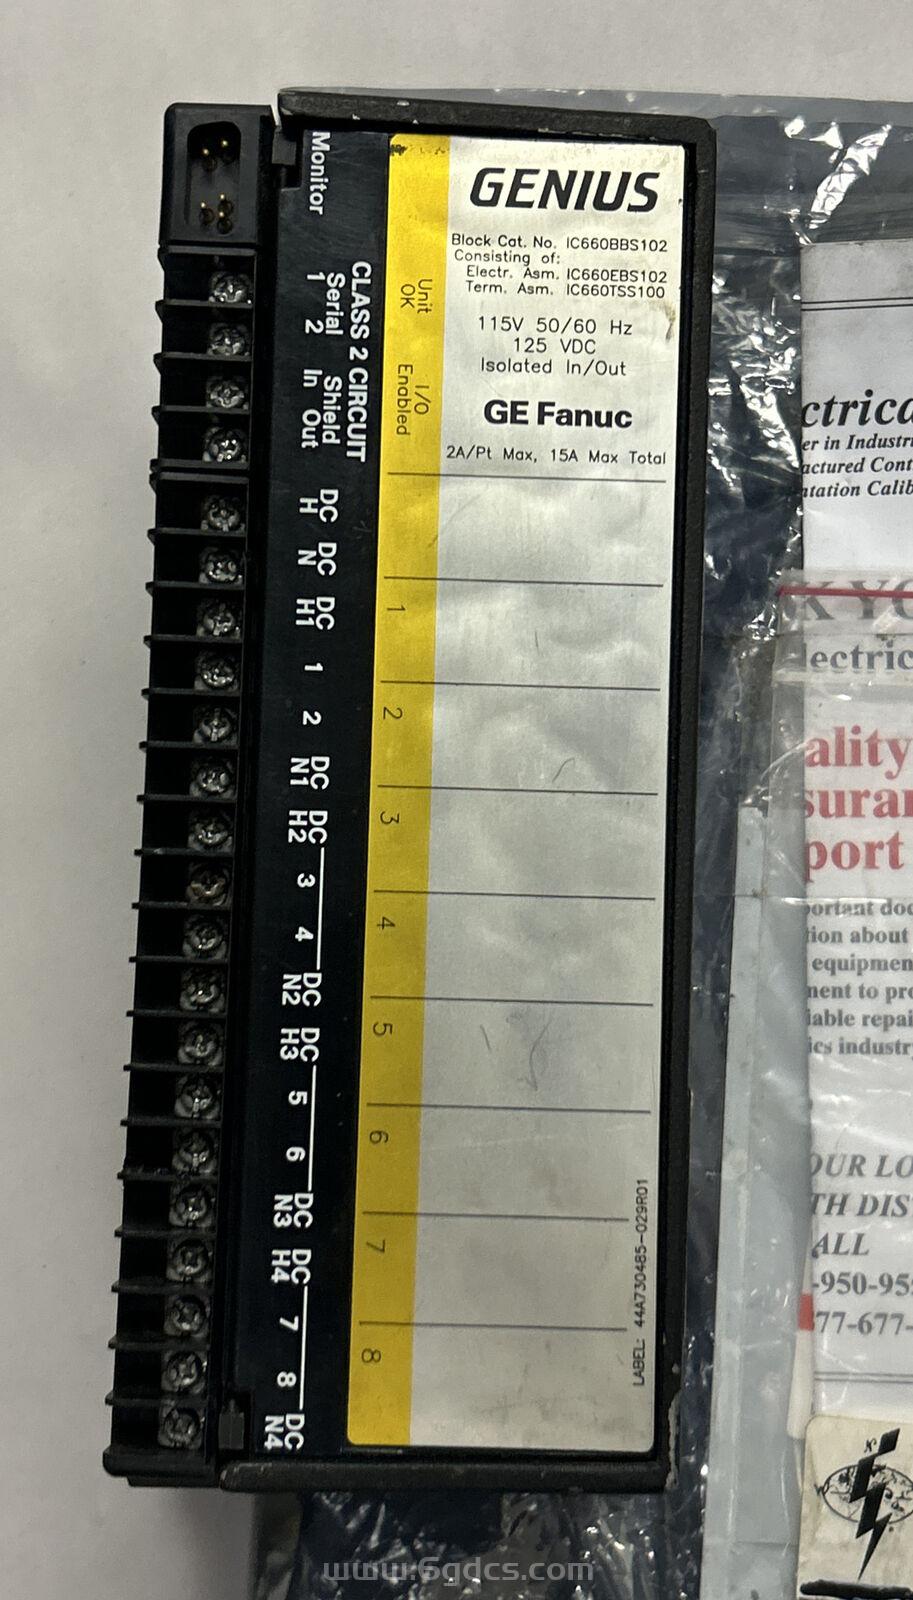 GENIUS
Block Cat. No. IC660BBS102
Consisting of:
Electr. Asm. IC660EBS102
Term. Asm. IC660TSS100
115V 50/60 Hz
125 VDC
Isolated In/Out
GE Fanuc
2A/Pt Max, 15A Max Total
Unit
OK
I/O
Enabled
1
2
3
4
5
6
7
8
LABEL: 44A730485-029R01
Monitor
CLASS 2 CIRCUIT
Serial
1 2
Shield
In Out
DC
H
DC
N
DC
H1
1
2
DC
N1
DC
H2
3
4
DC
N2
DC
H3
5
6
DC
N3
DC
H4
7
8
DC
N4
ctrica
er in Industri
actured Cont
ntation Calib
K YO
lectric
ality
suran
port
portant doc
tion about
equipmen
ment to pre
iable repai
ics industr
OUR LO
TH DIS
ALL
-950-95
77-677-
www.6gdcs.com